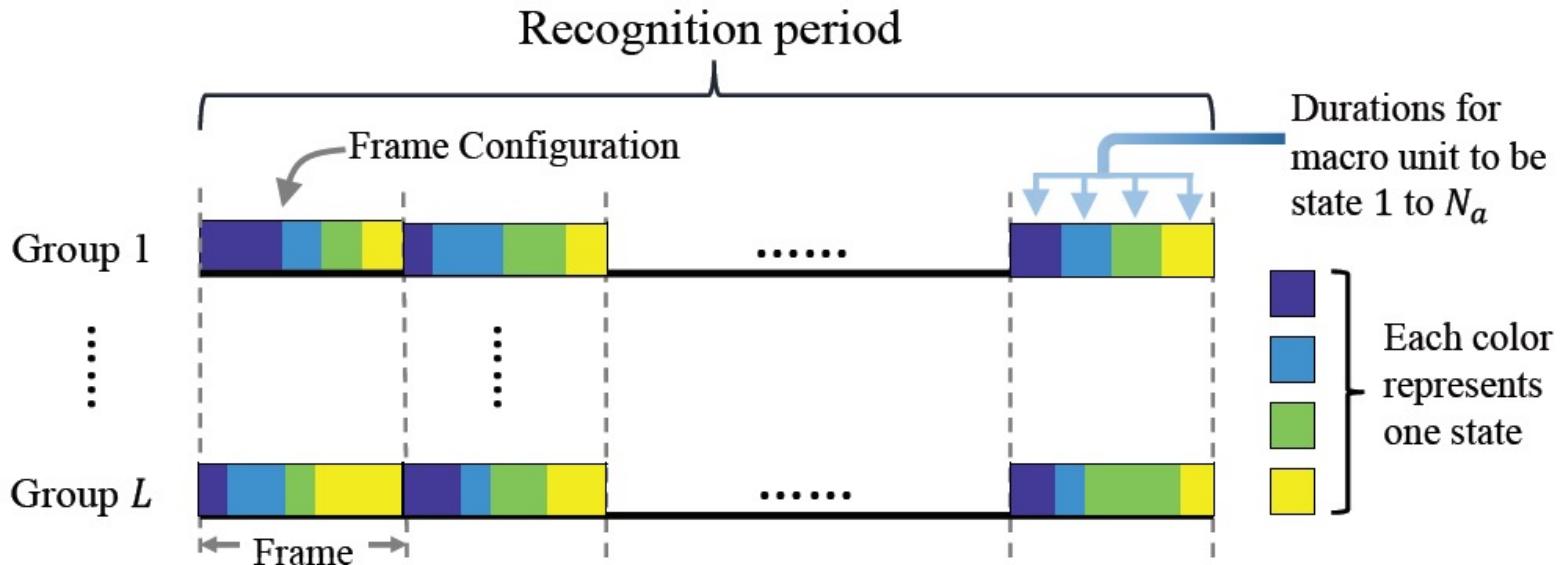 Recognition period
Frame Configuration
Durations for
macro unit to be
state 1 to $N_a$
Group 1
......
Each color
represents
one state
Group $L$
......
Frame